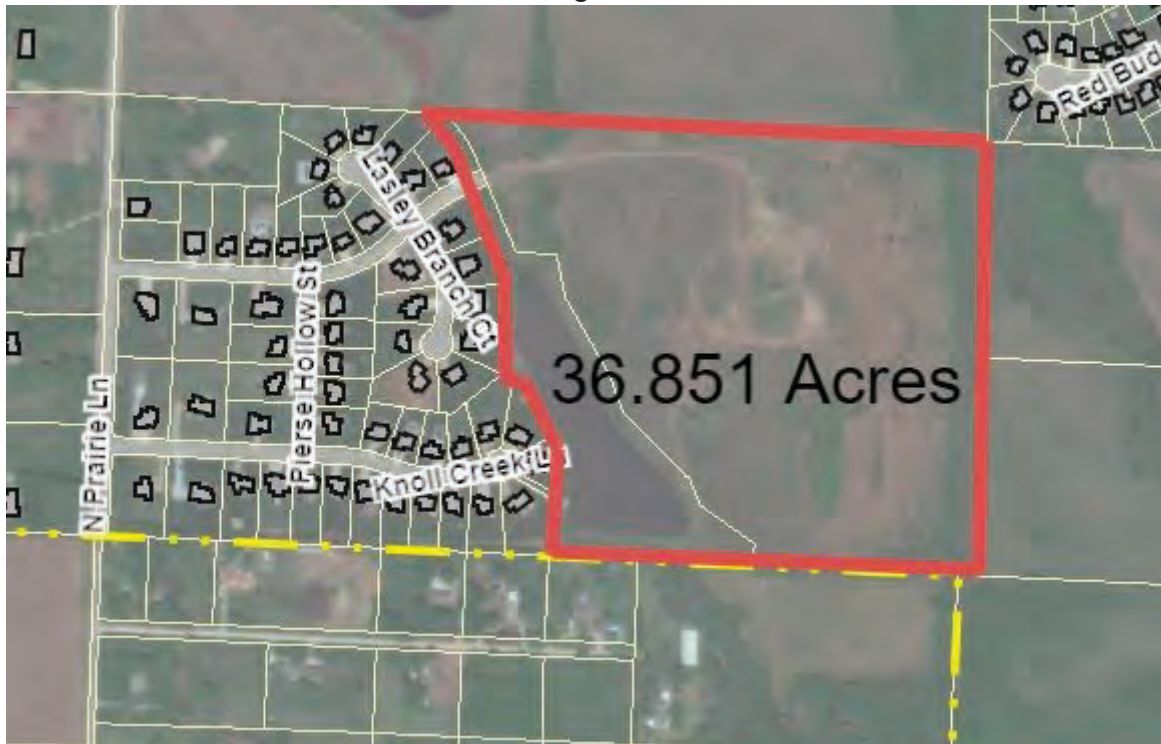 Red Bud
Lasley Branch Ct
Pierse Hollow St
36.851 Acres
N Prairie Ln
Knoll Creek Ln